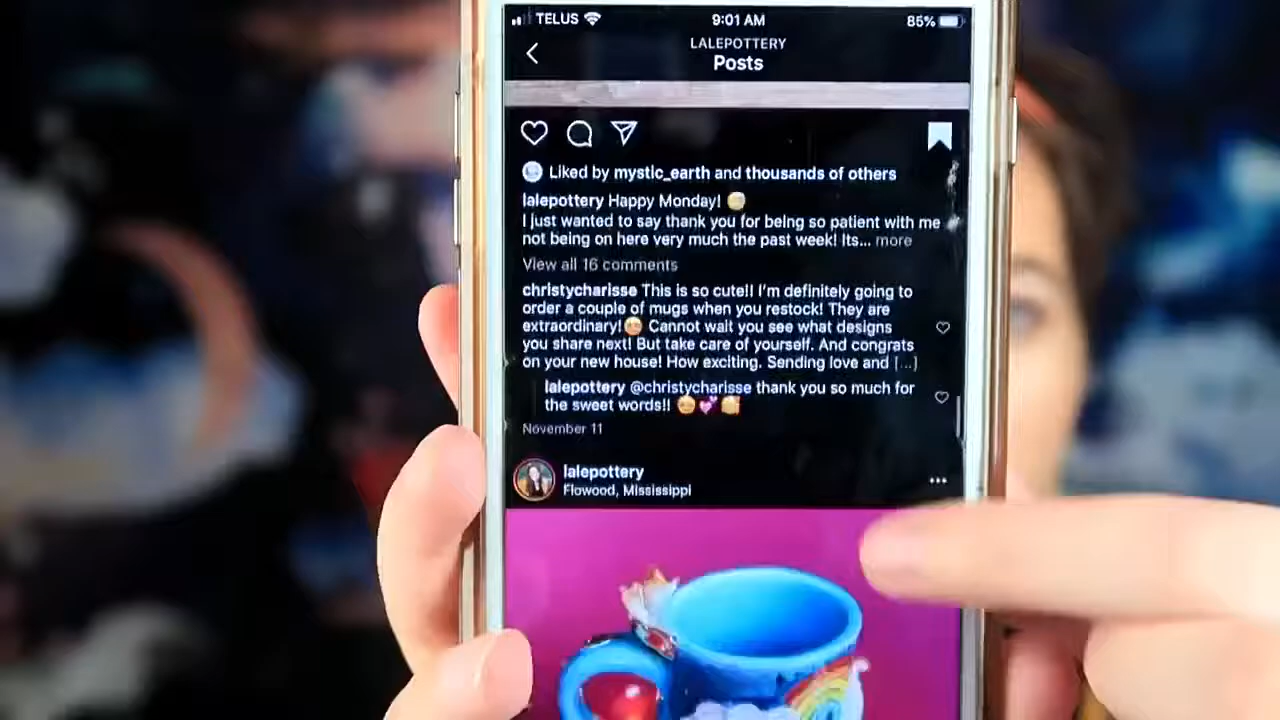 TELUS 9:01 AM 85%
LALEPOTTERY
Posts
Liked by mystic_earth and thousands of others
lalepottery Happy Monday!
I just wanted to say thank you for being so patient with me
not being on here very much the past week! Its... more
View all 16 comments
christycharisse This is so cute!! I'm definitely going to
order a couple of mugs when you restock! They are
extraordinary! Cannot wait you see what designs
you share next! But take care of yourself. And congrats
on your new house! How exciting. Sending love and [...]
lalepottery @christycharisse thank you so much for
the sweet words!!
November 11
lalepottery
Flowood, Mississippi